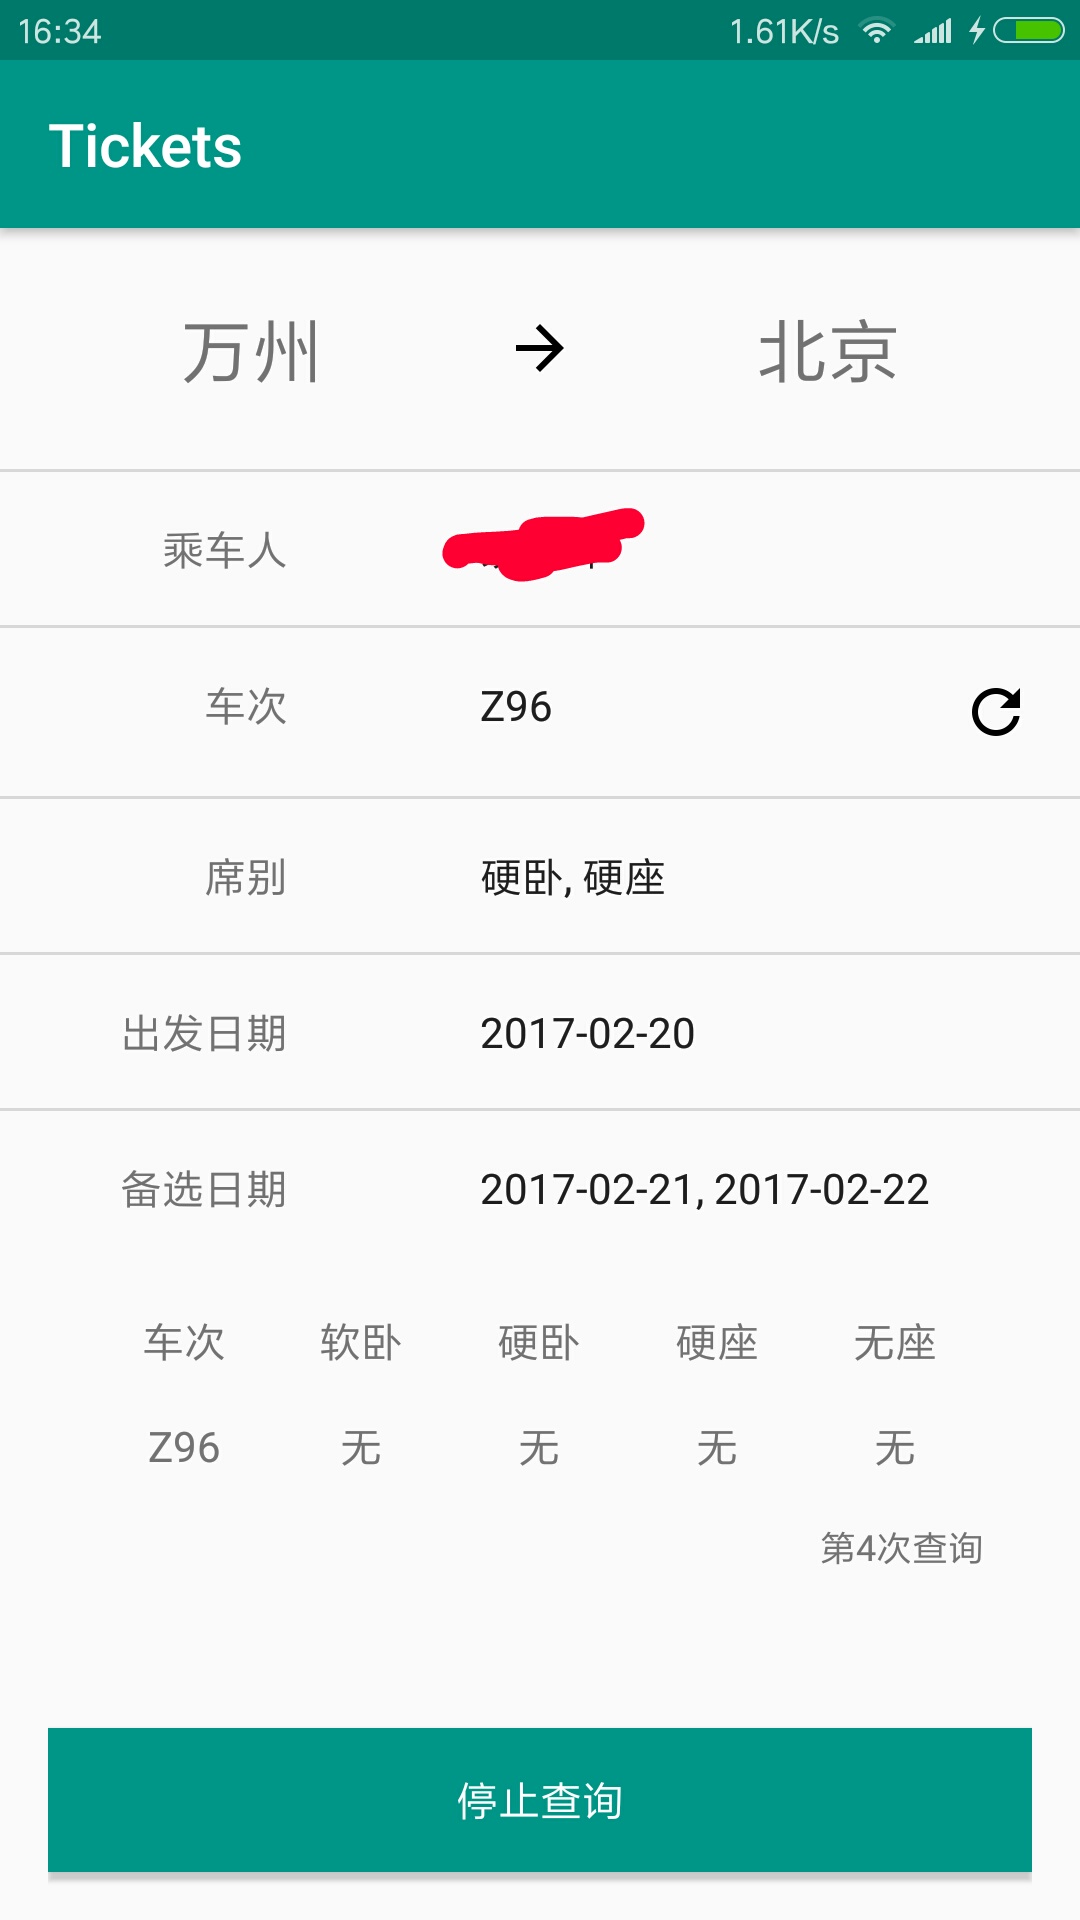 16:34 1.61K/s
Tickets
万州 北京
乘车人
车次 Z96
席别 硬卧, 硬座
出发日期 2017-02-20
备选日期 2017-02-21, 2017-02-22
车次 软卧 硬卧 硬座 无座
Z96 无 无 无 无
第4次查询
停止查询